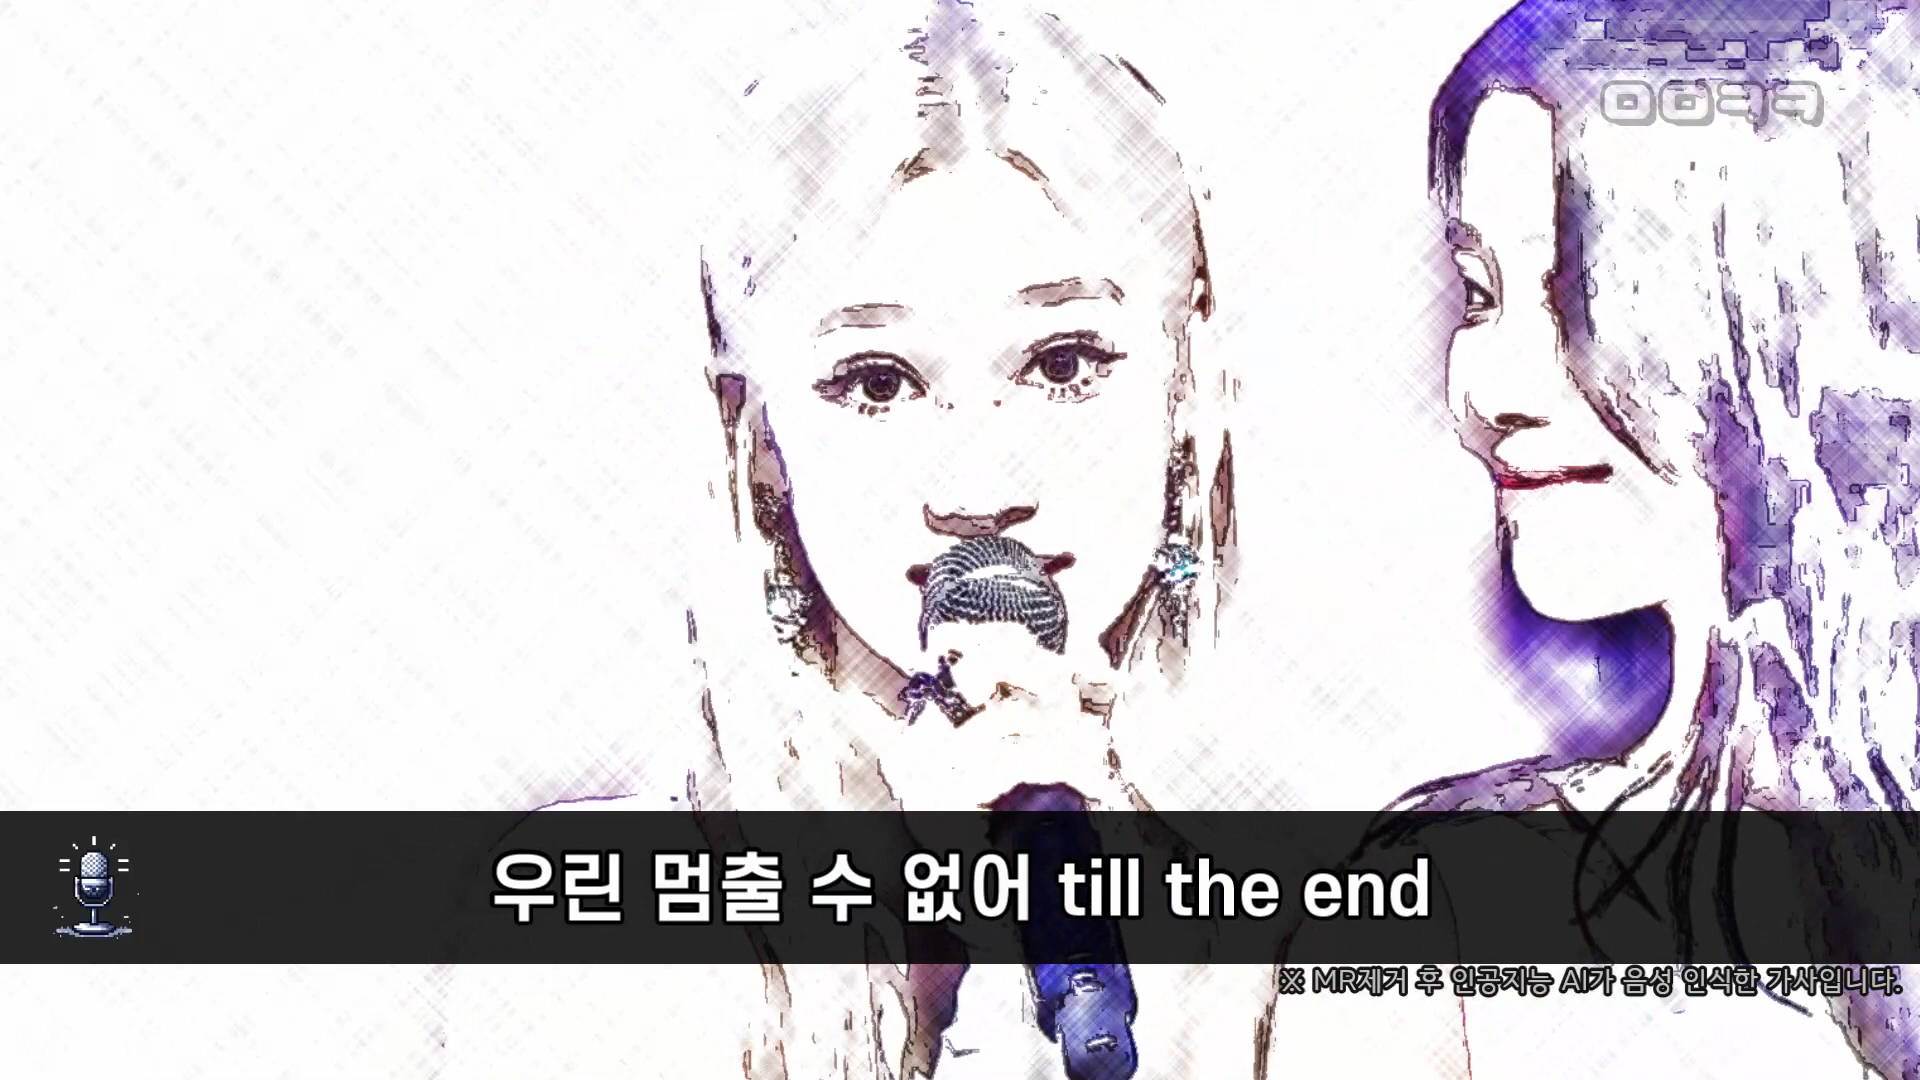 ㅁㅁㅋㅋ
우린 멈출 수 없어 till the end
※ MR제거 후 인공지능 AI가 음성 인식한 가사입니다.